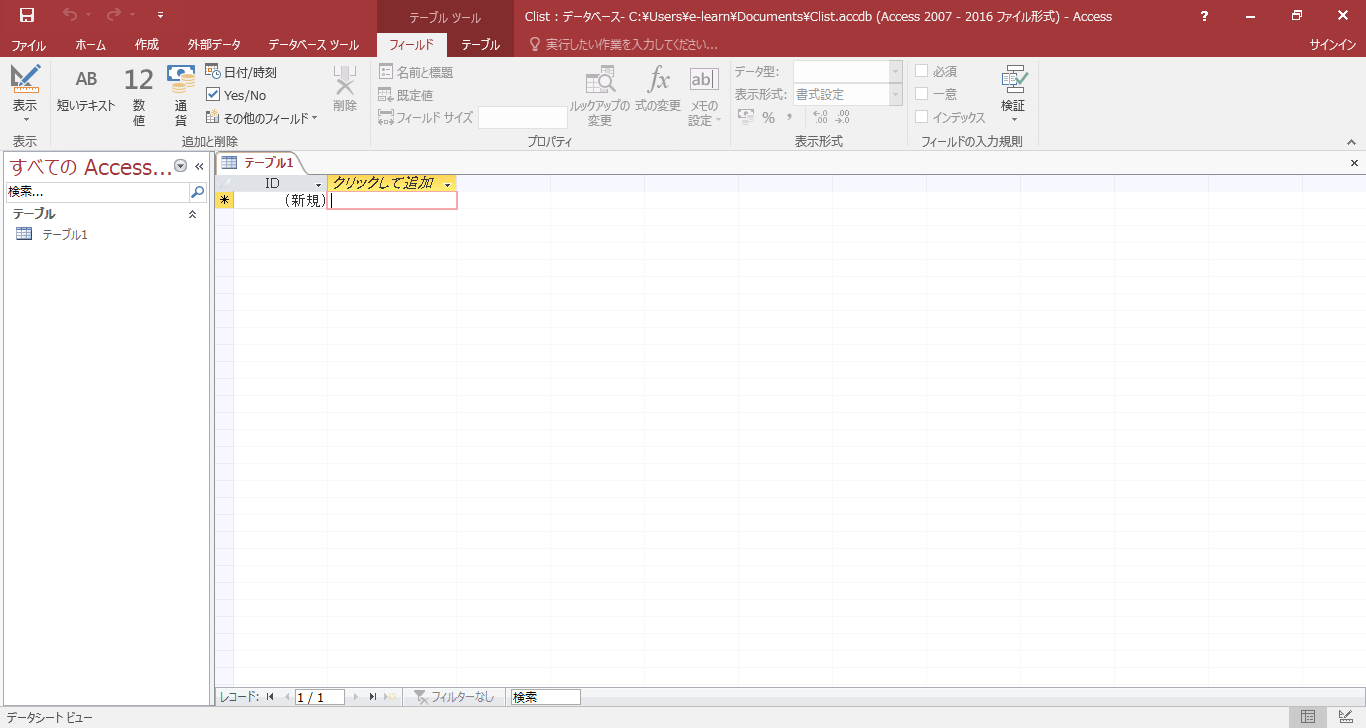 テーブル ツール
Clist : データベース- C:¥Users¥e-learn¥Documents¥Clist.accdb (Access 2007 - 2016 ファイル形式) - Access
?
ファイル ホーム 作成 外部データ データベース ツール フィールド テーブル 実行したい作業を入力してください... サインイン
表示
AB
短いテキスト
12
数値
通貨
日付/時刻
Yes/No
その他のフィールド
削除
名前と標題
既定値
フィールド サイズ
ルックアップの変更
fx
式の変更
ab
メモの設定
データ型:
表示形式: 書式設定
% ,
.00
.00
必須
一意
インデックス
検証
表示 追加と削除 プロパティ 表示形式 フィールドの入力規則
すべての Access...
検索...
テーブル
テーブル1
テーブル1
ID クリックして追加
* (新規)
レコード: 1 / 1 フィルターなし 検索
データシート ビュー